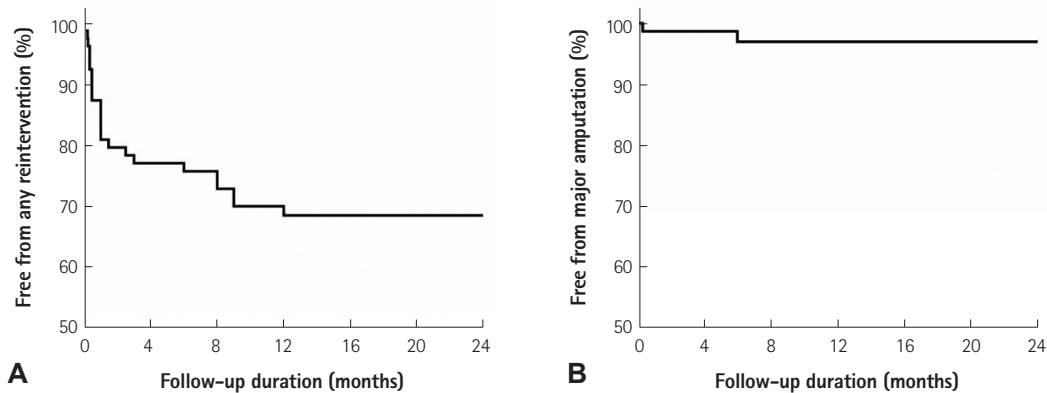 Free from any reintervention (%)
100
90
80
70
60
50
0 4 8 12 16 20 24
Follow-up duration (months)
A
Free from major amputation (%)
100
90
80
70
60
50
0 4 8 12 16 20 24
Follow-up duration (months)
B